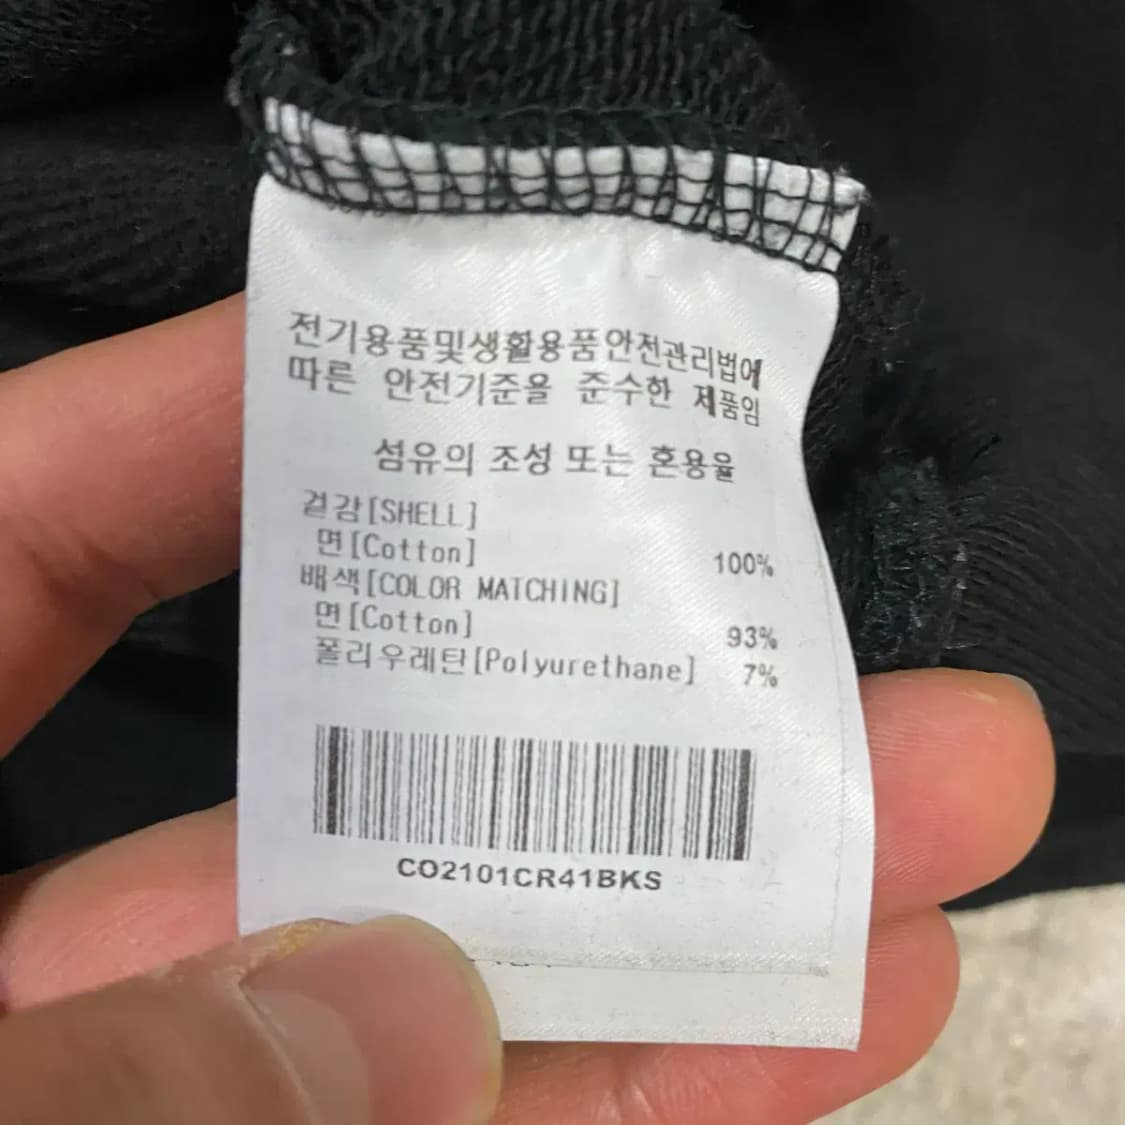 전기용품및생활용품안전관리법에
따른 안전기준을 준수한 제품임
섬유의 조성 또는 혼용율
겉감[SHELL]
면[Cotton] 100%
배색[COLOR MATCHING]
면[Cotton] 93%
폴리우레탄[Polyurethane] 7%
CO2101CR41BKS